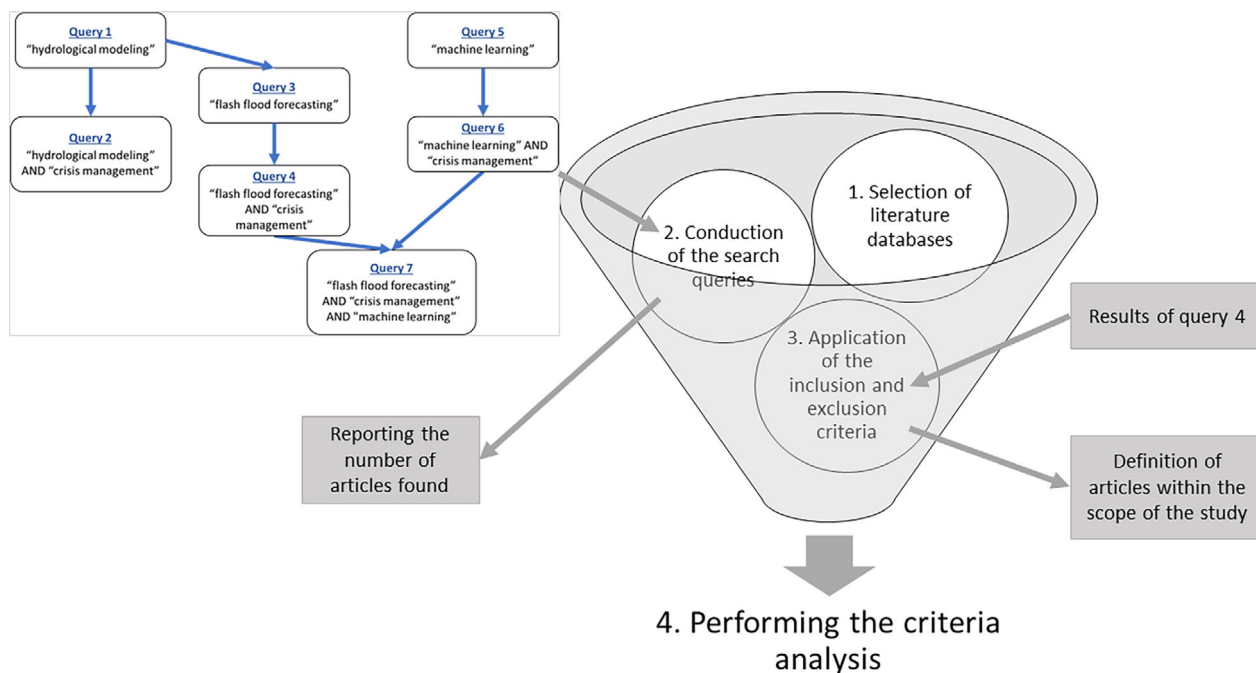 Query 1
“hydrological modeling”
Query 5
“machine learning”
Query 3
“flash flood forecasting”
Query 2
“hydrological modeling”
AND “crisis management”
Query 6
“machine learning” AND
“crisis management”
Query 4
“flash flood forecasting”
AND “crisis
management”
Query 7
“flash flood forecasting”
AND “crisis management”
AND “machine learning”
1. Selection of
literature
databases
2. Conduction
of the search
queries
3. Application
of the
inclusion and
exclusion
criteria
Results of query 4
Reporting the
number of
articles found
Definition of
articles within the
scope of the study
4. Performing the criteria
analysis